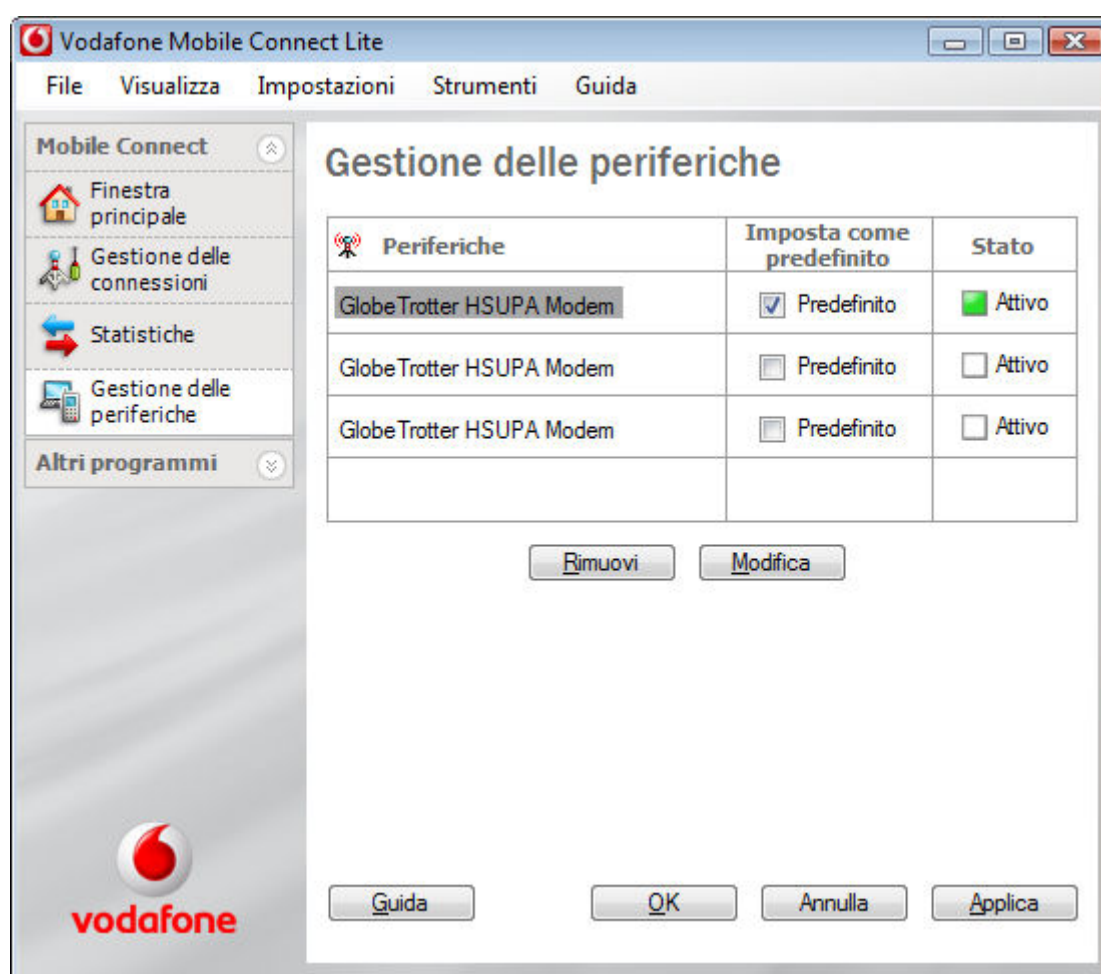 Vodafone Mobile Connect Lite
File Visualizza Impostazioni Strumenti Guida
Mobile Connect
Finestra
principale
Gestione delle
connessioni
Statistiche
Gestione delle
periferiche
Altri programmi
vodafone
Gestione delle periferiche
Periferiche
Imposta come
predefinito
Stato
GlobeTrotter HSUPA Modem Predefinito Attivo
GlobeTrotter HSUPA Modem Predefinito Attivo
GlobeTrotter HSUPA Modem Predefinito Attivo
Rimuovi Modifica
Guida OK Annulla Applica